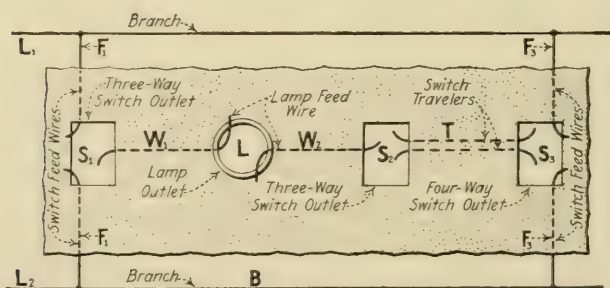 Branch
L₁ F₁ F₃
Three-Way
Switch Outlet
Lamp Feed
Wire
Switch
Travelers
Switch Feed Wires
S₁ W₁ L W₂ S₂ T S₃
Switch Feed Wires
Lamp
Outlet
Three-Way
Switch Outlet
Four-Way
Switch Outlet
F₁ F₃
L₂ Branch B